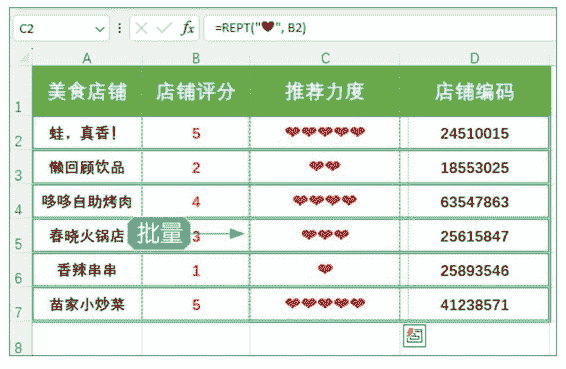 C2 fx =REPT("❤", B2)
A B C D
1 美食店铺 店铺评分 推荐力度 店铺编码
2 蛙，真香！ 5 ❤❤❤❤❤ 24510015
3 懒回顾饮品 2 ❤❤ 18553025
4 哆哆自助烤肉 4 ❤❤❤❤ 63547863
5 春晓火锅店 批量 3 ❤❤❤ 25615847
6 香辣串串 1 ❤ 25893546
7 苗家小炒菜 5 ❤❤❤❤❤ 41238571
8